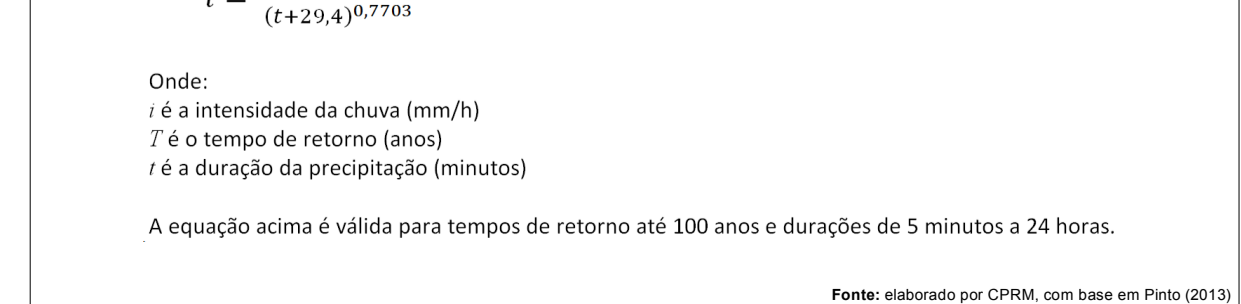 (t+29,4)^0,7703
Onde:
i é a intensidade da chuva (mm/h)
T é o tempo de retorno (anos)
t é a duração da precipitação (minutos)
A equação acima é válida para tempos de retorno até 100 anos e durações de 5 minutos a 24 horas.
Fonte: elaborado por CPRM, com base em Pinto (2013)